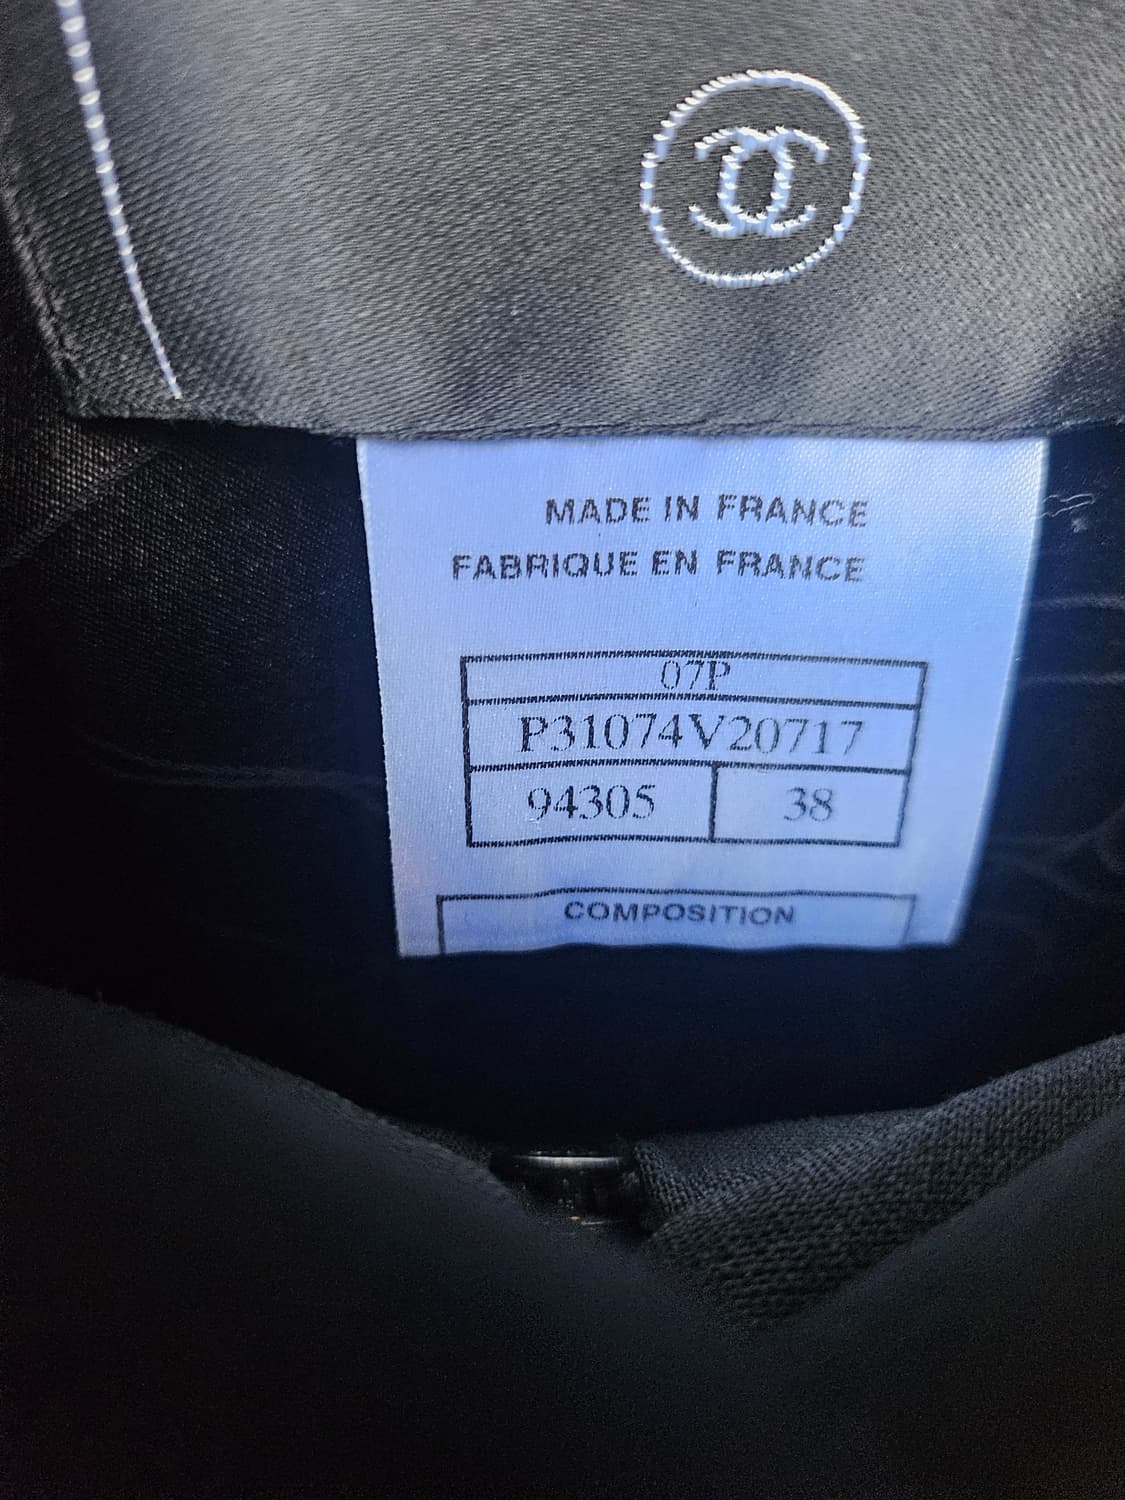 MADE IN FRANCE
FABRIQUE EN FRANCE
07P
P31074V20717
94305 38
COMPOSITION